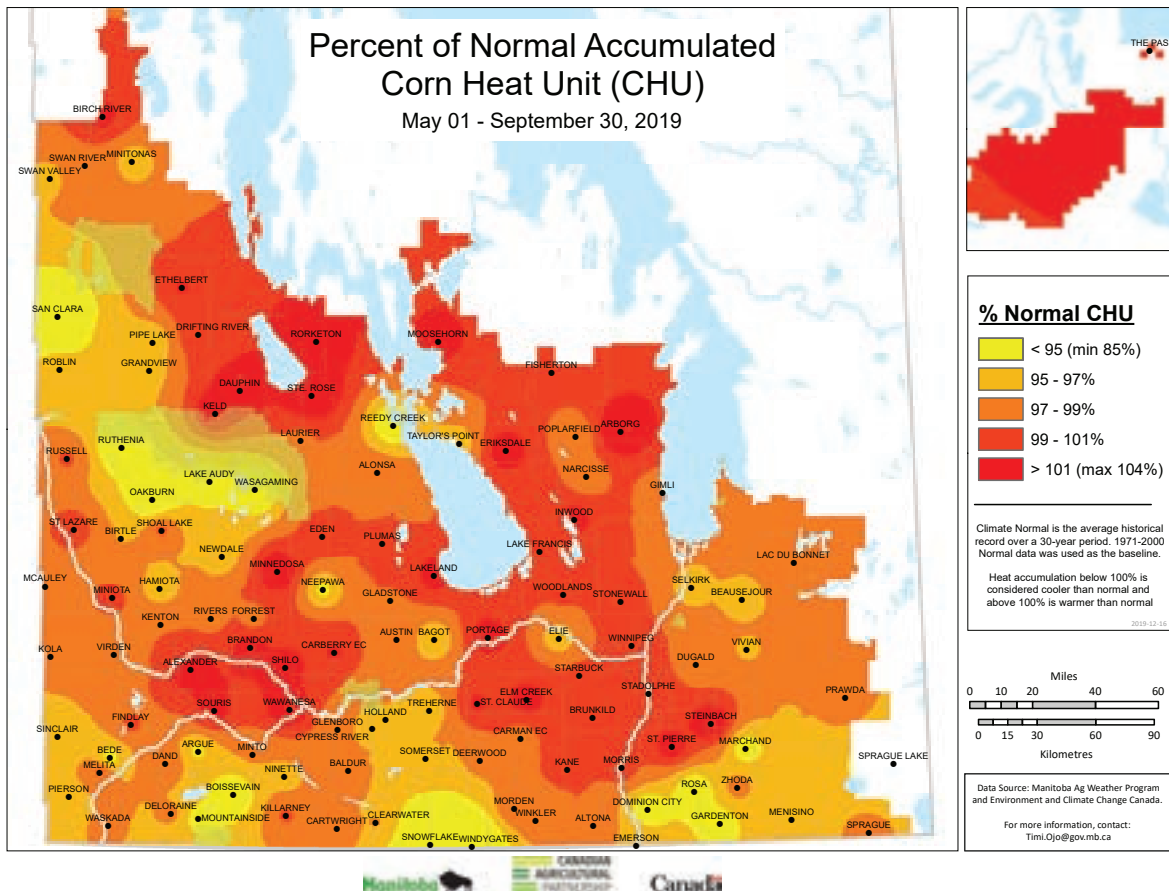 Percent of Normal Accumulated
Corn Heat Unit (CHU)
May 01 - September 30, 2019
BIRCH RIVER
SWAN RIVER
MINITONAS
SWAN VALLEY
ETHELBERT
SAN CLARA
PIPE LAKE
DRIFTING RIVER
RORKETON
MOOSEHORN
ROBLIN
GRANDVIEW
FISHERTON
DAUPHIN
STE. ROSE
KELD
REEDY CREEK
RUTHENIA
LAURIER
TAYLOR'S POINT
ERIKSDALE
POPLARFIELD
ARBORG
RUSSELL
LAKE AUDY
WASAGAMING
ALONSA
NARCISSE
OAKBURN
GIMLI
ST LAZARE
BIRTLE
SHOAL LAKE
EDEN
PLUMAS
INWOOD
NEWDALE
LAKE FRANCIS
LAC DU BONNET
MCAULEY
HAMIOTA
MINNEDOSA
NEEPAWA
LAKELAND
MINIOTA
GLADSTONE
WOODLANDS
STONEWALL
SELKIRK
BEAUSEJOUR
KENTON
RIVERS
FORREST
KOLA
VIRDEN
BRANDON
CARBERRY EC
AUSTIN
BAGOT
PORTAGE
ELIE
WINNIPEG
VIVIAN
ALEXANDER
SHILO
STARBUCK
DUGALD
SOURIS
WAWANESA
ST. CLAUDE
ELM CREEK
STADOLPHE
PRAWDA
FINDLAY
GLENBORO
HOLLAND
TREHERNE
BRUNKILD
STEINBACH
SINCLAIR
CYPRESS RIVER
CARMAN EC
BEDE
ARGUE
MINTO
SOMERSET
DEERWOOD
ST. PIERRE
MARCHAND
MELITA
DAND
NINETTE
BALDUR
KANE
MORRIS
SPRAGUE LAKE
PIERSON
BOISSEVAIN
ROSA
ZHODA
WASKADA
DELORAINE
MOUNTAINSIDE
KILLARNEY
CARTWRIGHT
CLEARWATER
MORDEN
WINKLER
ALTONA
DOMINION CITY
GARDENTON
MENISINO
SNOWFLAKE
WINDYGATES
EMERSON
SPRAGUE
THE PAS
% Normal CHU
< 95 (min 85%)
95 - 97%
97 - 99%
99 - 101%
> 101 (max 104%)
Climate Normal is the average historical
record over a 30-year period. 1971-2000
Normal data was used as the baseline.
Heat accumulation below 100% is
considered cooler than normal and
above 100% is warmer than normal
2019-12-16
Miles
0 10 20 40 60
0 15 30 60 90
Kilometres
Data Source: Manitoba Ag Weather Program
and Environment and Climate Change Canada.
For more information, contact:
Timi.Ojo@gov.mb.ca
Manitoba
CANADIAN
AGRICULTURAL
PARTNERSHIP
Canada